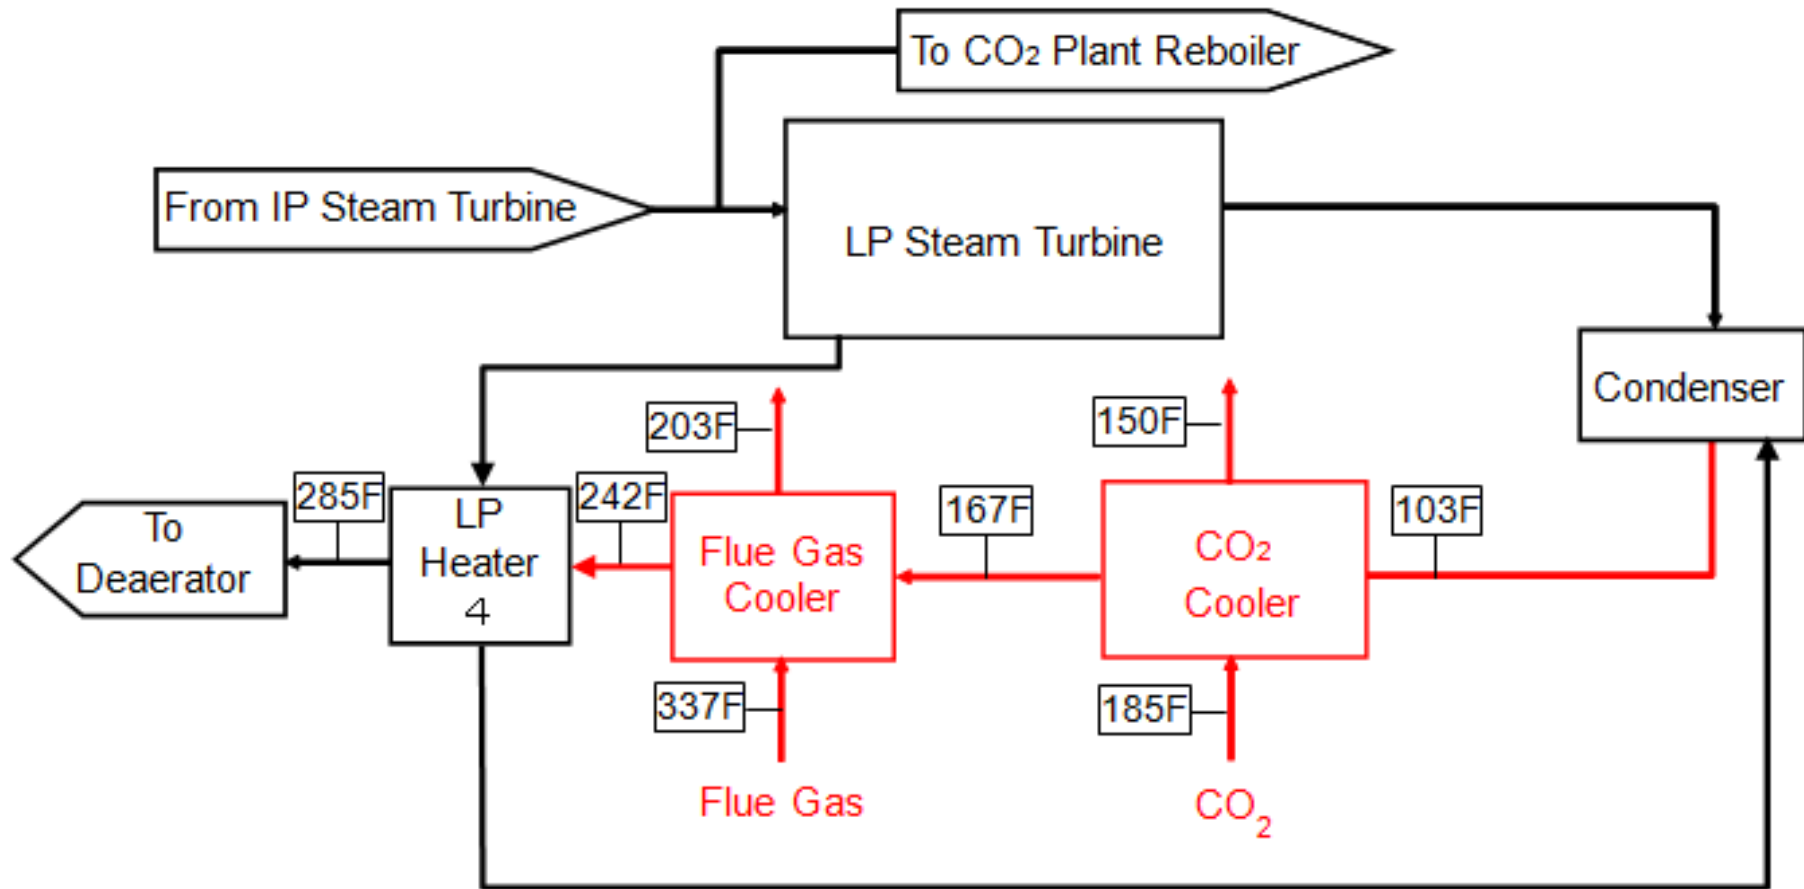 To CO₂ Plant Reboiler
From IP Steam Turbine
LP Steam Turbine
Condenser
203F
150F
285F
242F
167F
103F
To
Deaerator
LP
Heater
4
Flue Gas
Cooler
CO₂
Cooler
337F
185F
Flue Gas
CO₂